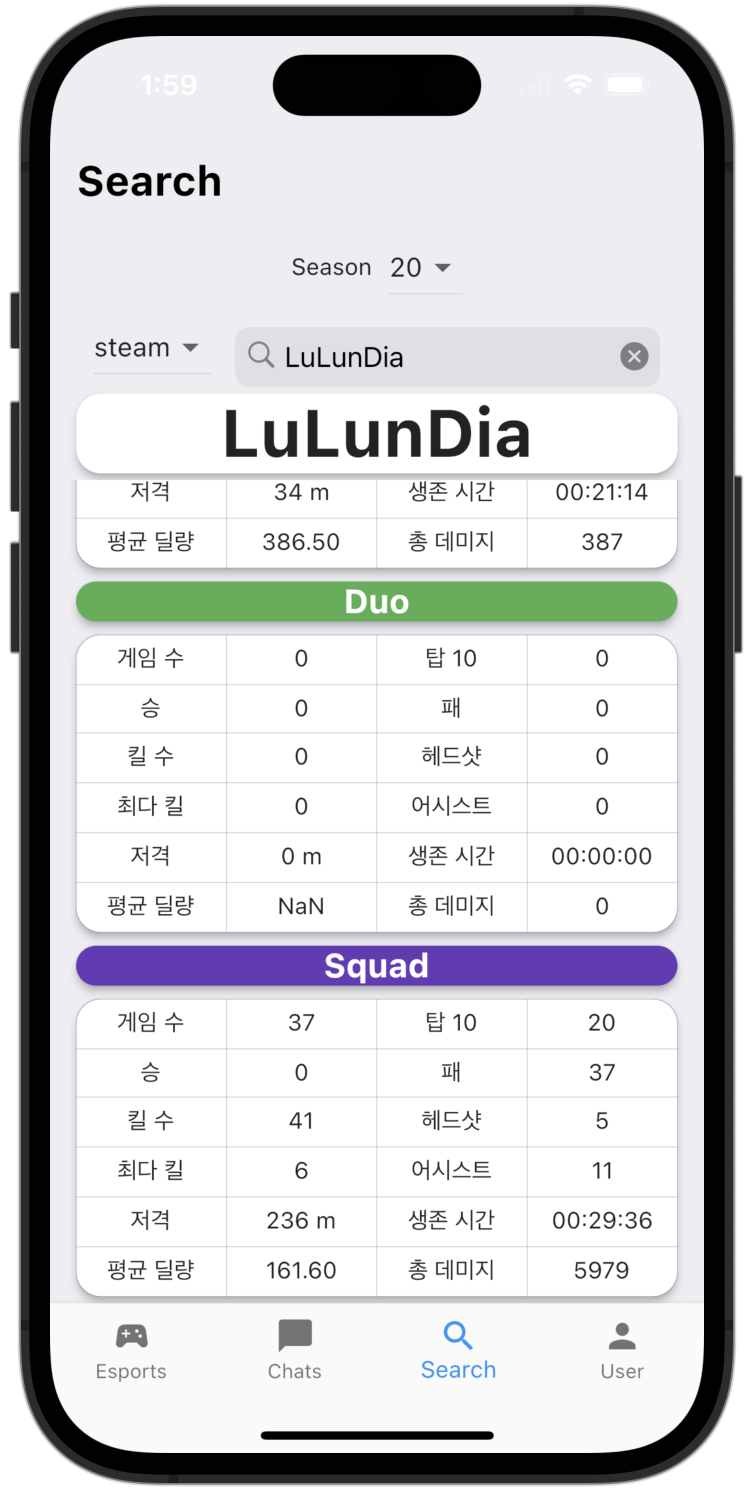 1:59
Search
Season 20
steam LuLunDia
LuLunDia
저격 34 m 생존 시간 00:21:14
평균 딜량 386.50 총 데미지 387
Duo
게임 수 0 탑 10 0
승 0 패 0
킬 수 0 헤드샷 0
최다 킬 0 어시스트 0
저격 0 m 생존 시간 00:00:00
평균 딜량 NaN 총 데미지 0
Squad
게임 수 37 탑 10 20
승 0 패 37
킬 수 41 헤드샷 5
최다 킬 6 어시스트 11
저격 236 m 생존 시간 00:29:36
평균 딜량 161.60 총 데미지 5979
Esports Chats Search User